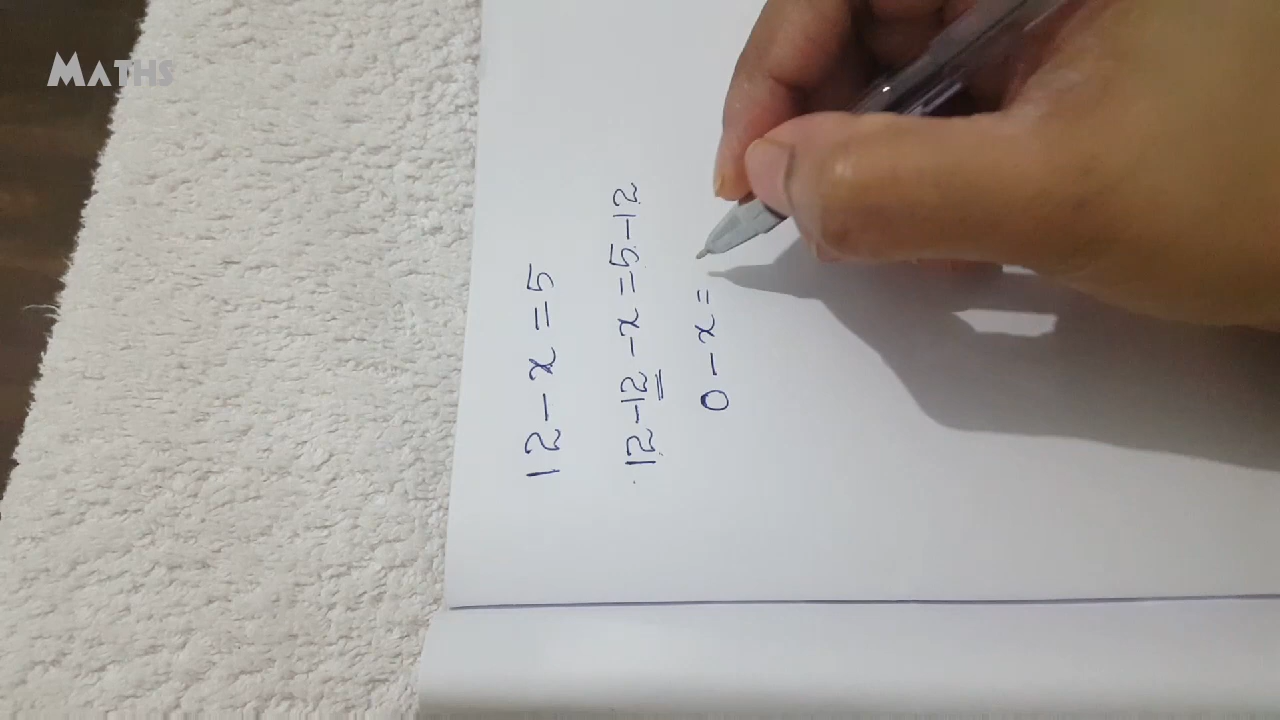 MATHS
12 - x = 5
12 - 12 - x = 5 - 12
0 - x =